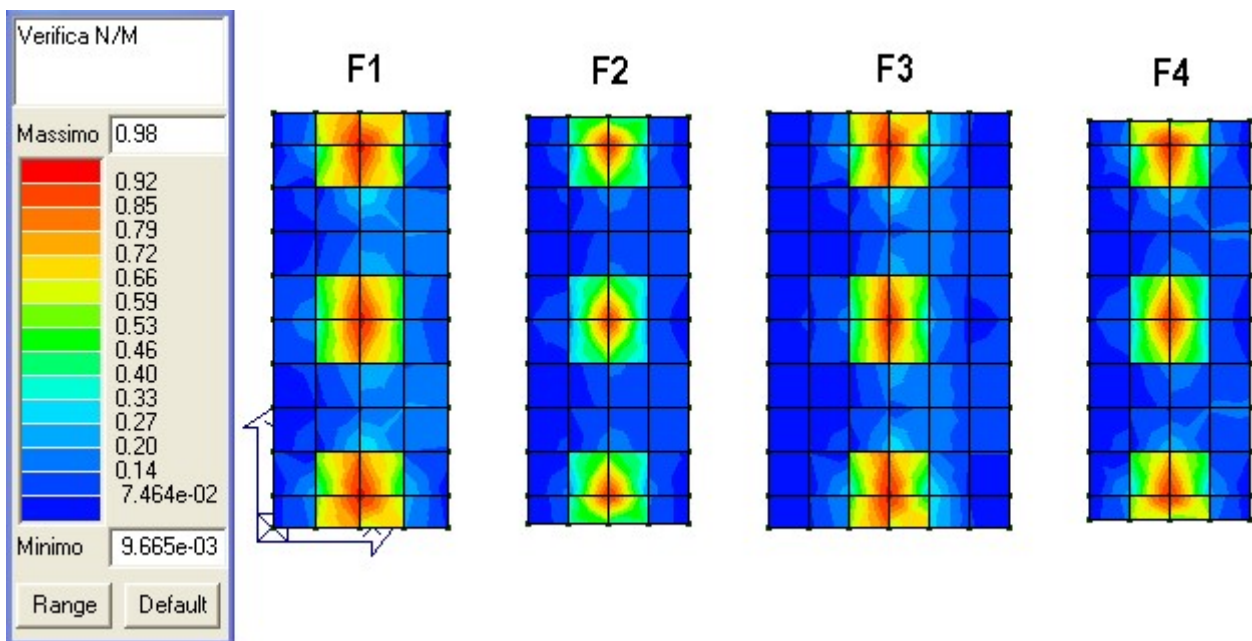 Verifica N/M
Massimo 0.98
0.92
0.85
0.79
0.72
0.66
0.59
0.53
0.46
0.40
0.33
0.27
0.20
0.14
7.464e-02
Minimo 9.665e-03
Range Default
F1 F2 F3 F4